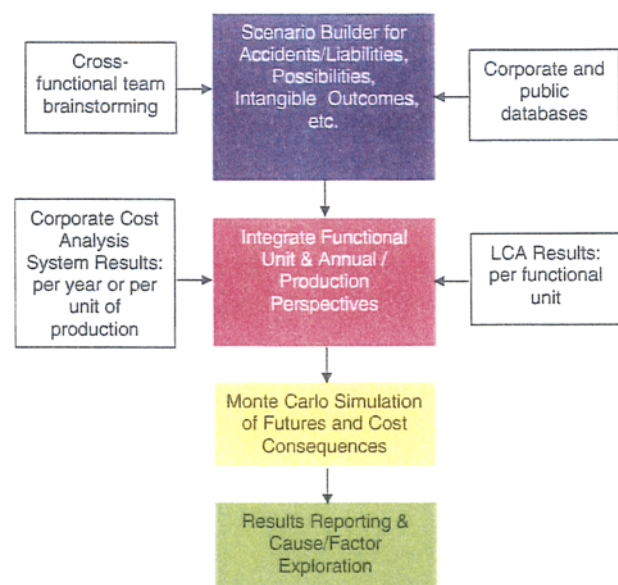 Cross-
functional team
brainstorming
Scenario Builder for
Accidents/Liabilities,
Possibilities,
Intangible Outcomes,
etc.
Corporate and
public
databases
Corporate Cost
Analysis
System Results:
per year or per
unit of
production
Integrate Functional
Unit & Annual /
Production
Perspectives
LCA Results:
per functional
unit
Monte Carlo Simulation
of Futures and Cost
Consequences
Results Reporting &
Cause/Factor
Exploration